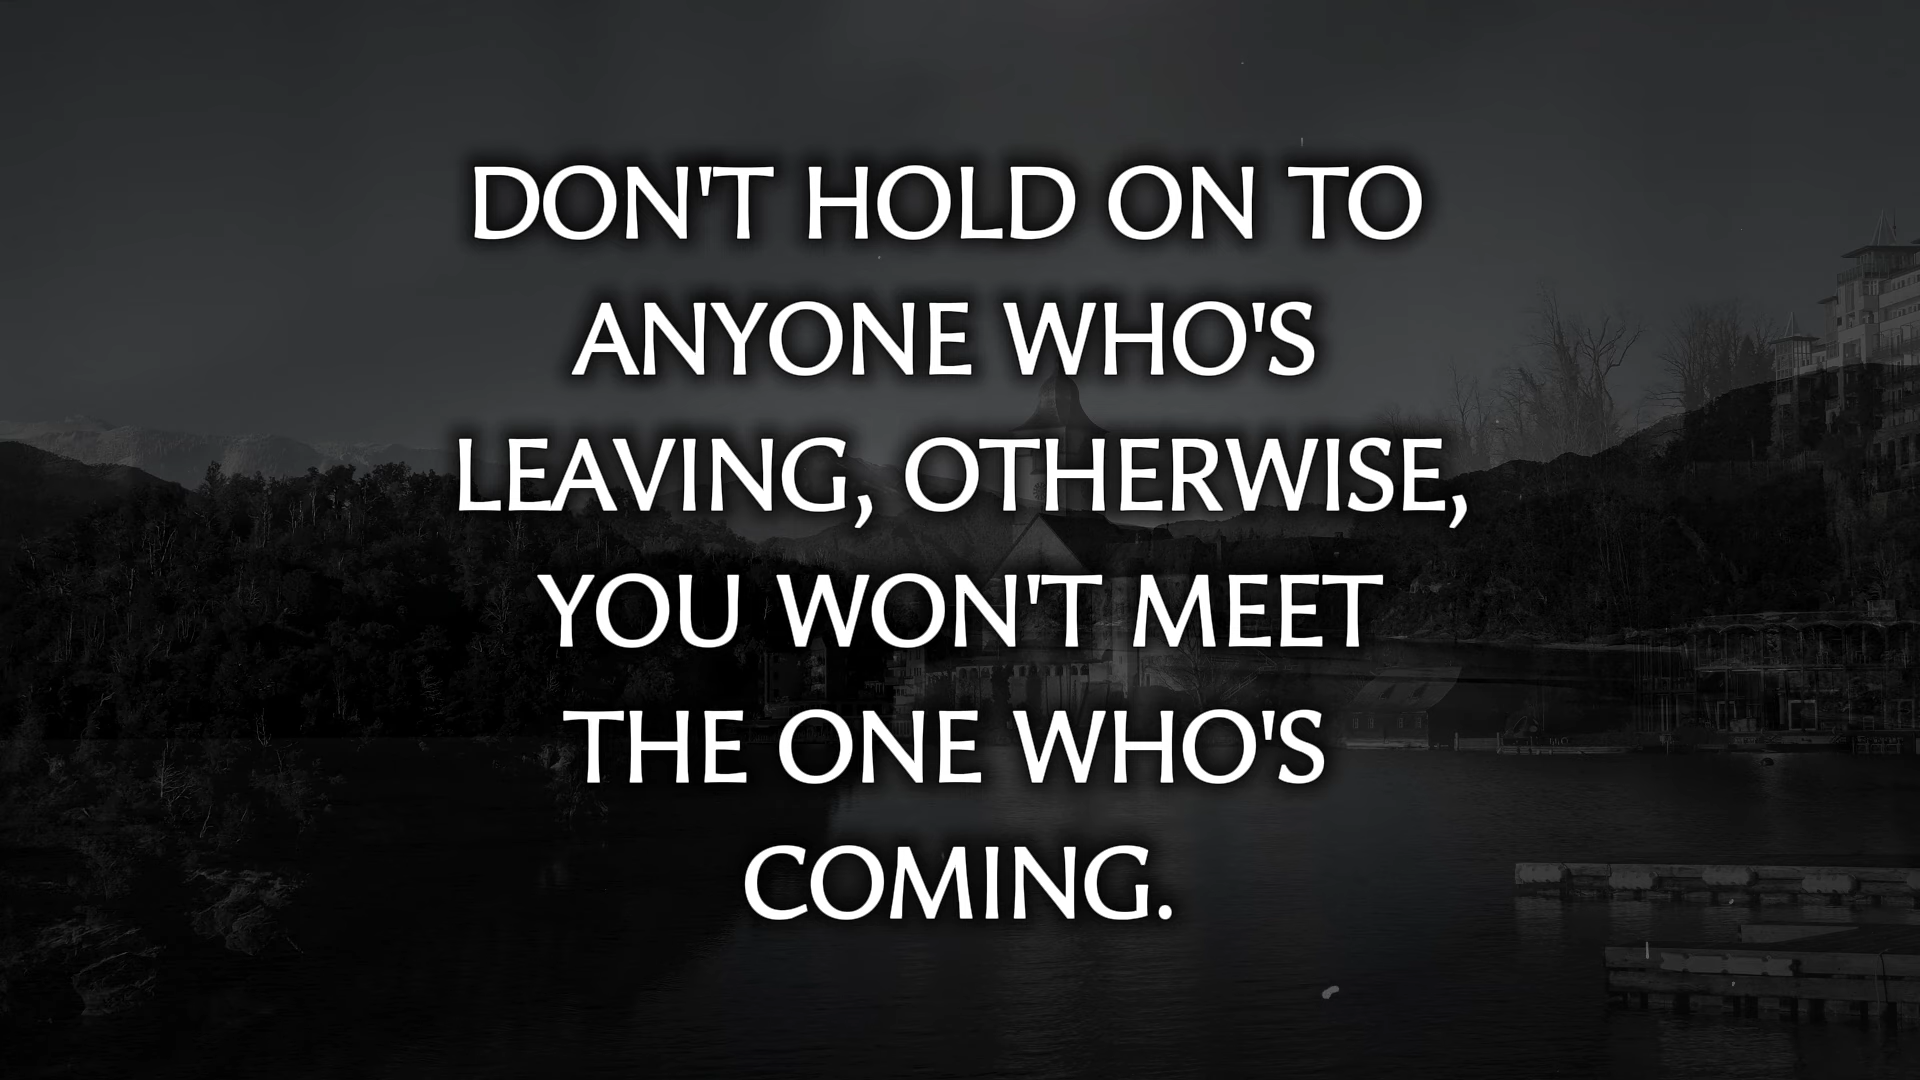 DON'T HOLD ON TO
ANYONE WHO'S
LEAVING, OTHERWISE,
YOU WON'T MEET
THE ONE WHO'S
COMING.